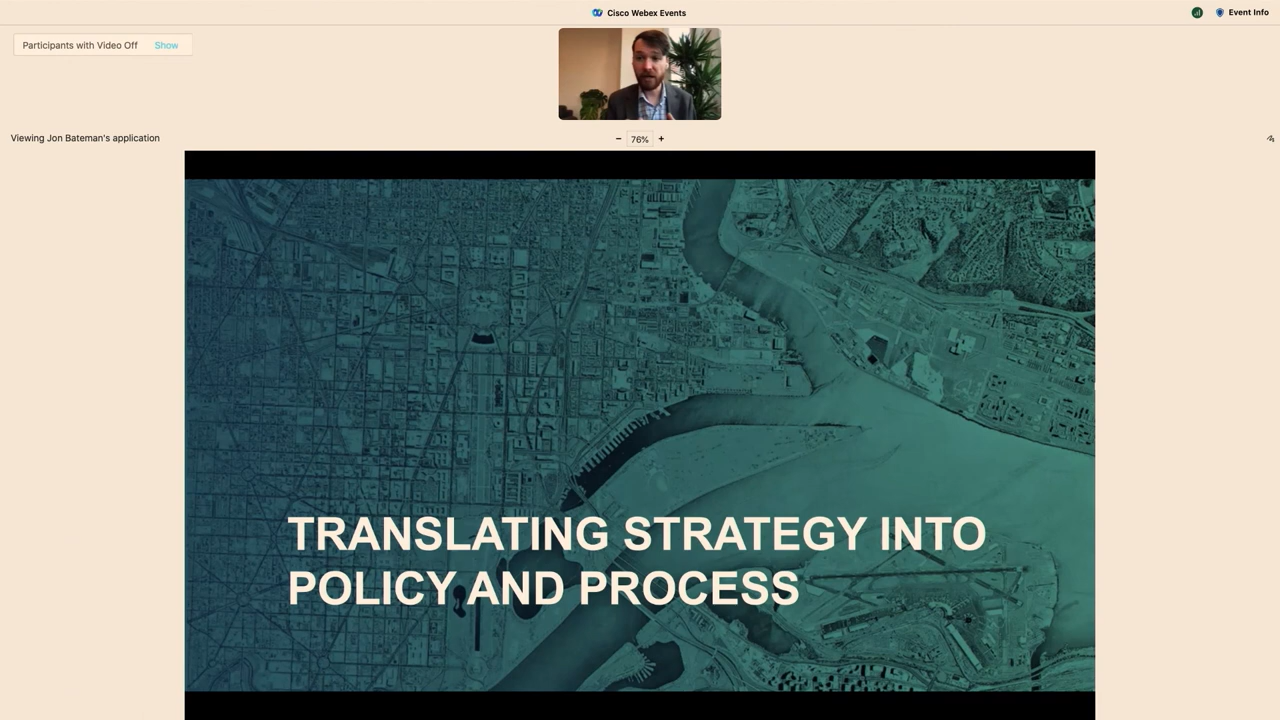 Cisco Webex Events
Event Info
Participants with Video Off Show
Viewing Jon Bateman's application
− 76% +
TRANSLATING STRATEGY INTO
POLICY AND PROCESS